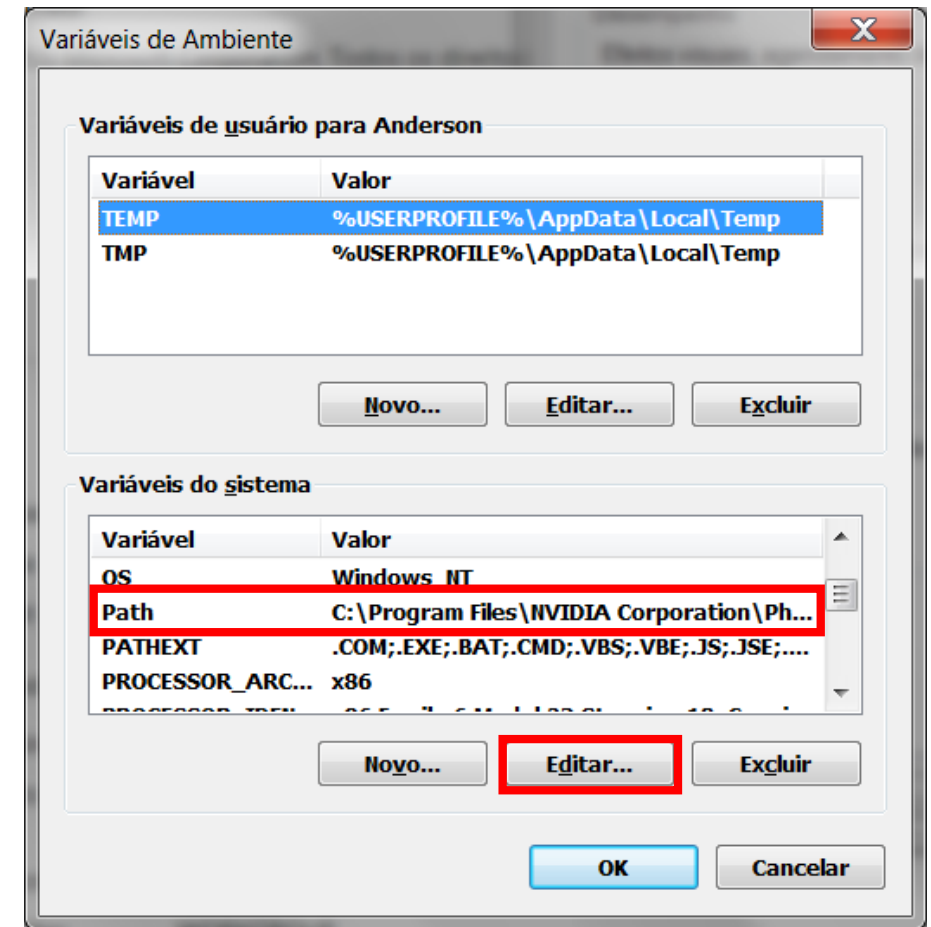 Variáveis de Ambiente
Variáveis de usuário para Anderson
Variável Valor
TEMP %USERPROFILE%\AppData\Local\Temp
TMP %USERPROFILE%\AppData\Local\Temp
Novo... Editar... Excluir
Variáveis do sistema
Variável Valor
OS Windows_NT
Path C:\Program Files\NVIDIA Corporation\Ph...
PATHEXT .COM;.EXE;.BAT;.CMD;.VBS;.VBE;.JS;.JSE;....
PROCESSOR_ARC... x86
Novo... Editar... Excluir
OK Cancelar